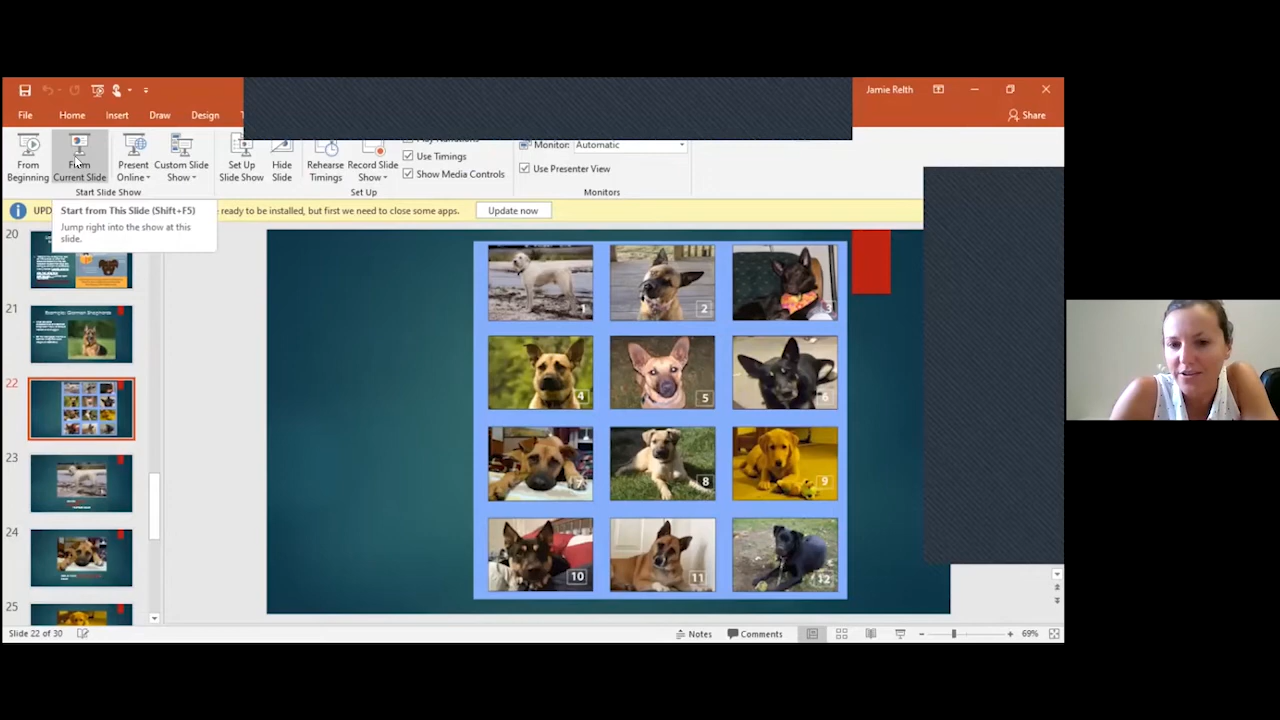 Jamie Relth
File Home Insert Draw Design
Share
From Beginning
From Current Slide
Present Online
Custom Slide Show
Set Up Slide Show
Hide Slide
Rehearse Timings
Record Slide Show
Use Timings
Show Media Controls
Monitor: Automatic
Use Presenter View
Start Slide Show
Set Up
Monitors
Start from This Slide (Shift+F5)
Jump right into the show at this
slide.
ready to be installed, but first we need to close some apps.
Update now
20
21
Example: German Shepherds
22
23
24
25
1 2 3
4 5 6
7 8 9
10 11 12
Slide 22 of 30
Notes Comments
69%